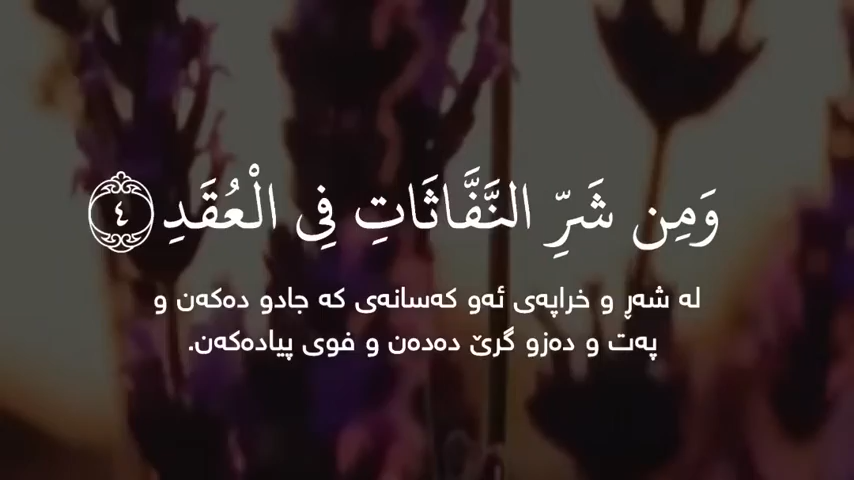 وَمِن شَرِّ النَّفَّاثَاتِ فِي الْعُقَدِ ٤
لە شەڕ و خراپەی ئەو کەسانەی کە جادو دەکەن و
پەت و دەزو گرێ دەدەن و فوی پیادەکەن.